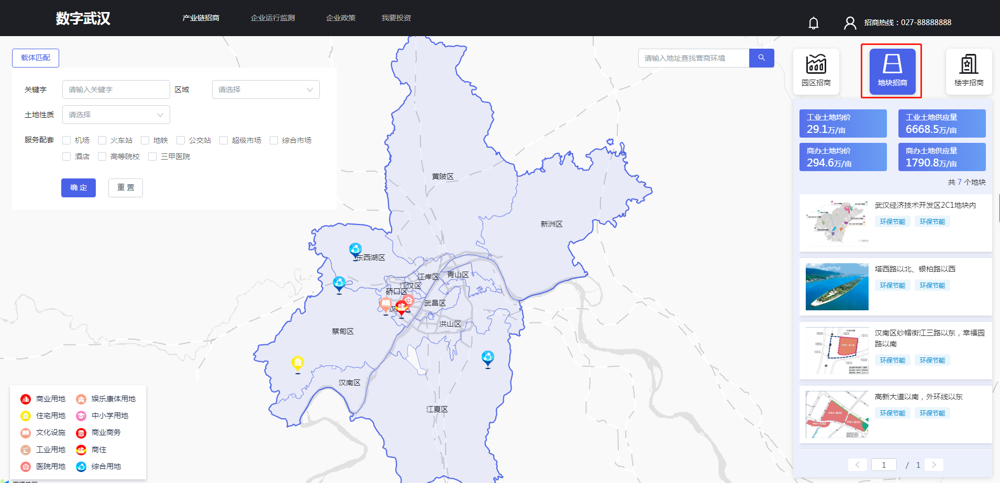 数字武汉
产业链招商
企业运行监测
企业政策
我要投资
招商热线：027-88888888
载体匹配
关键字
请输入关键字
区域
请选择
土地性质
请选择
服务配套
机场
火车站
地铁
公交站
超级市场
综合市场
酒店
高等院校
三甲医院
确 定
重 置
请输入地址查找营商环境
园区招商
地块招商
楼宇招商
工业土地均价
29.1万/亩
工业土地供应量
6668.5万/亩
商办土地均价
294.6万/亩
商办土地供应量
1790.8万/亩
共 7 个地块
武汉经济技术开发区2C1地块内
环保节能
环保节能
塔西路以北、银柏路以西
环保节能
环保节能
汉南区纱帽街江三路以东，幸福园
路以南
环保节能
环保节能
Y07-A74
高新大道以南，外环线以东
环保节能
环保节能
P01-B30
P01-C02
P01-B32
1 / 1
黄陂区
新洲区
东西湖区
江岸区
青山区
江汉区
硚口区
武昌区
洪山区
蔡甸区
汉南区
江夏区
商业用地
娱乐康体用地
住宅用地
中小学用地
文化设施
商业商务
工业用地
商住
医院用地
综合用地